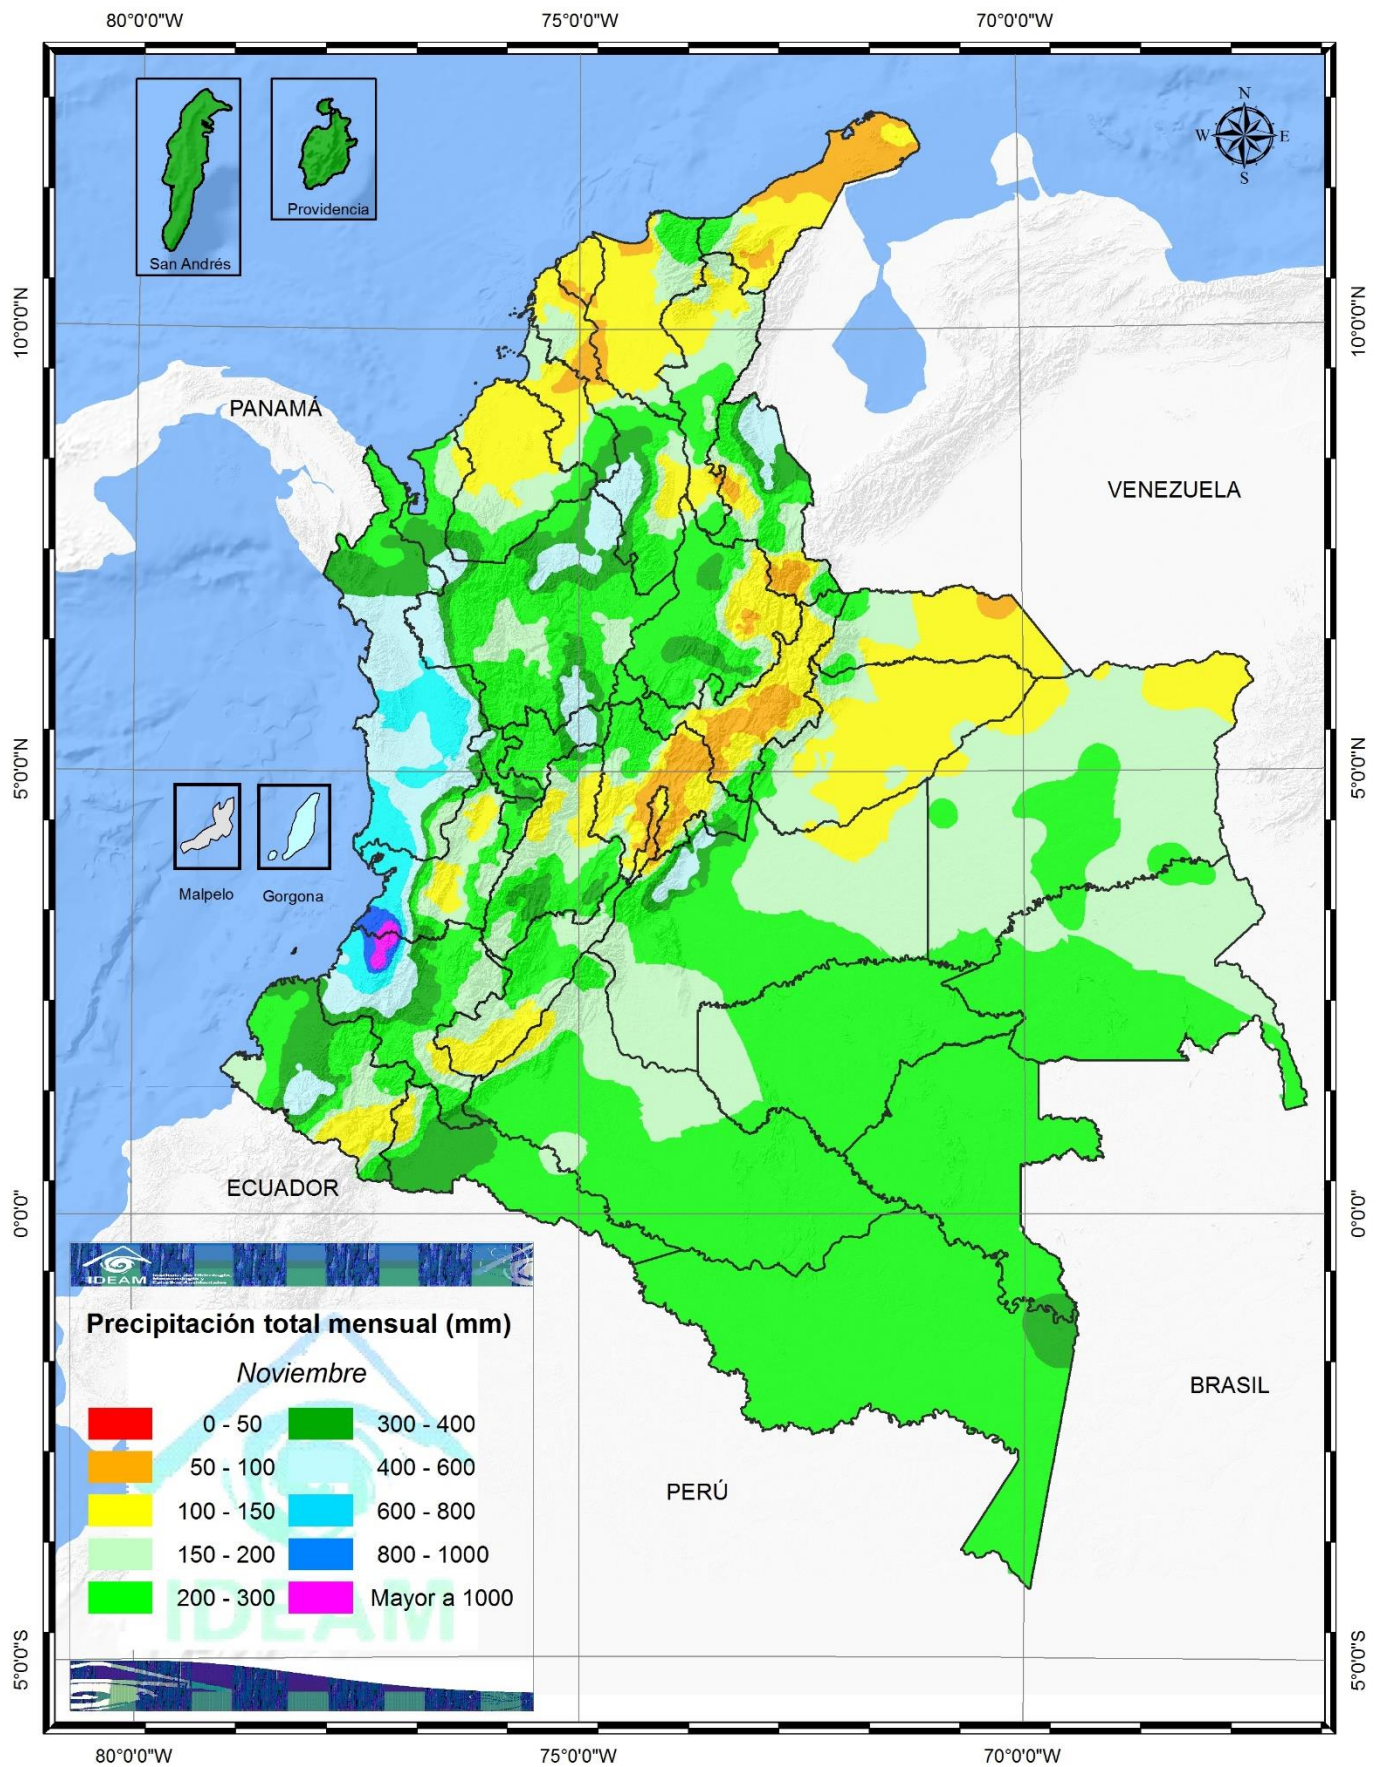 80°0'0"W 75°0'0"W 70°0'0"W
N
W E
S
Providencia
San Andrés
10°0'0"N 10°0'0"N
PANAMÁ
VENEZUELA
5°0'0"N 5°0'0"N
Malpelo Gorgona
ECUADOR
0°0'0" 0°0'0"
IDEAM
Precipitación total mensual (mm)
Noviembre
BRASIL
0 - 50 300 - 400
50 - 100 400 - 600
PERÚ
100 - 150 600 - 800
150 - 200 800 - 1000
200 - 300 Mayor a 1000
IDEAM
5°0'0"S 5°0'0"S
80°0'0"W 75°0'0"W 70°0'0"W